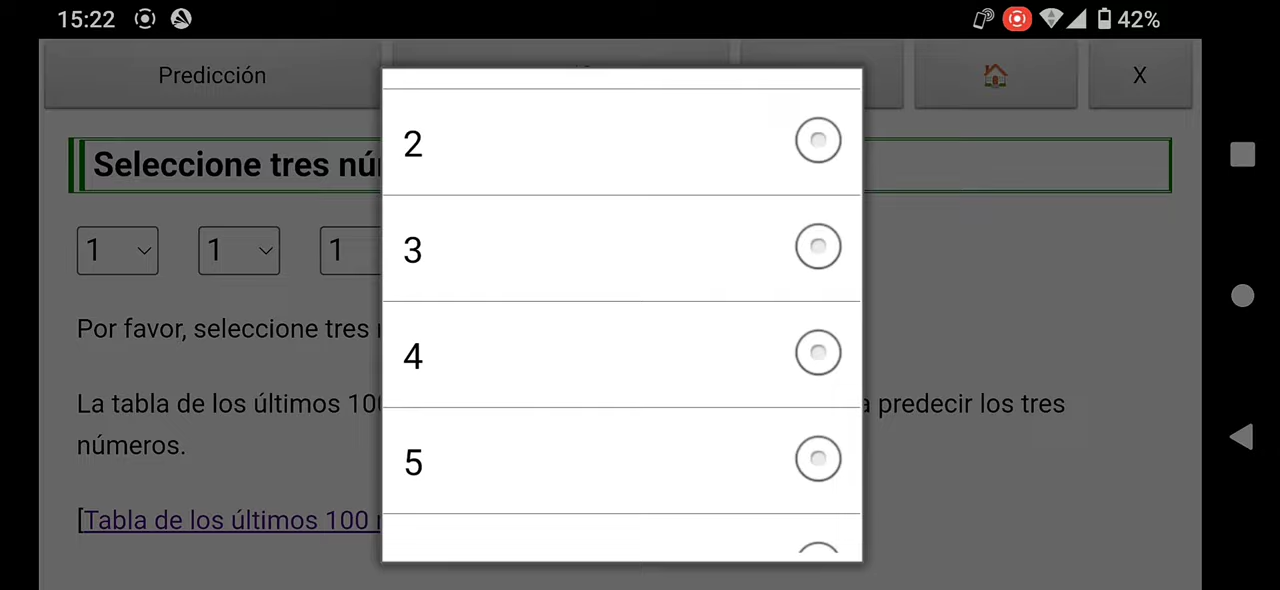 15:22 42%
Predicción 🏠 X
Seleccione tres nú
1 1 1
Por favor, seleccione tres
La tabla de los últimos 100 predecir los tres
números.
[Tabla de los últimos 100
2
3
4
5